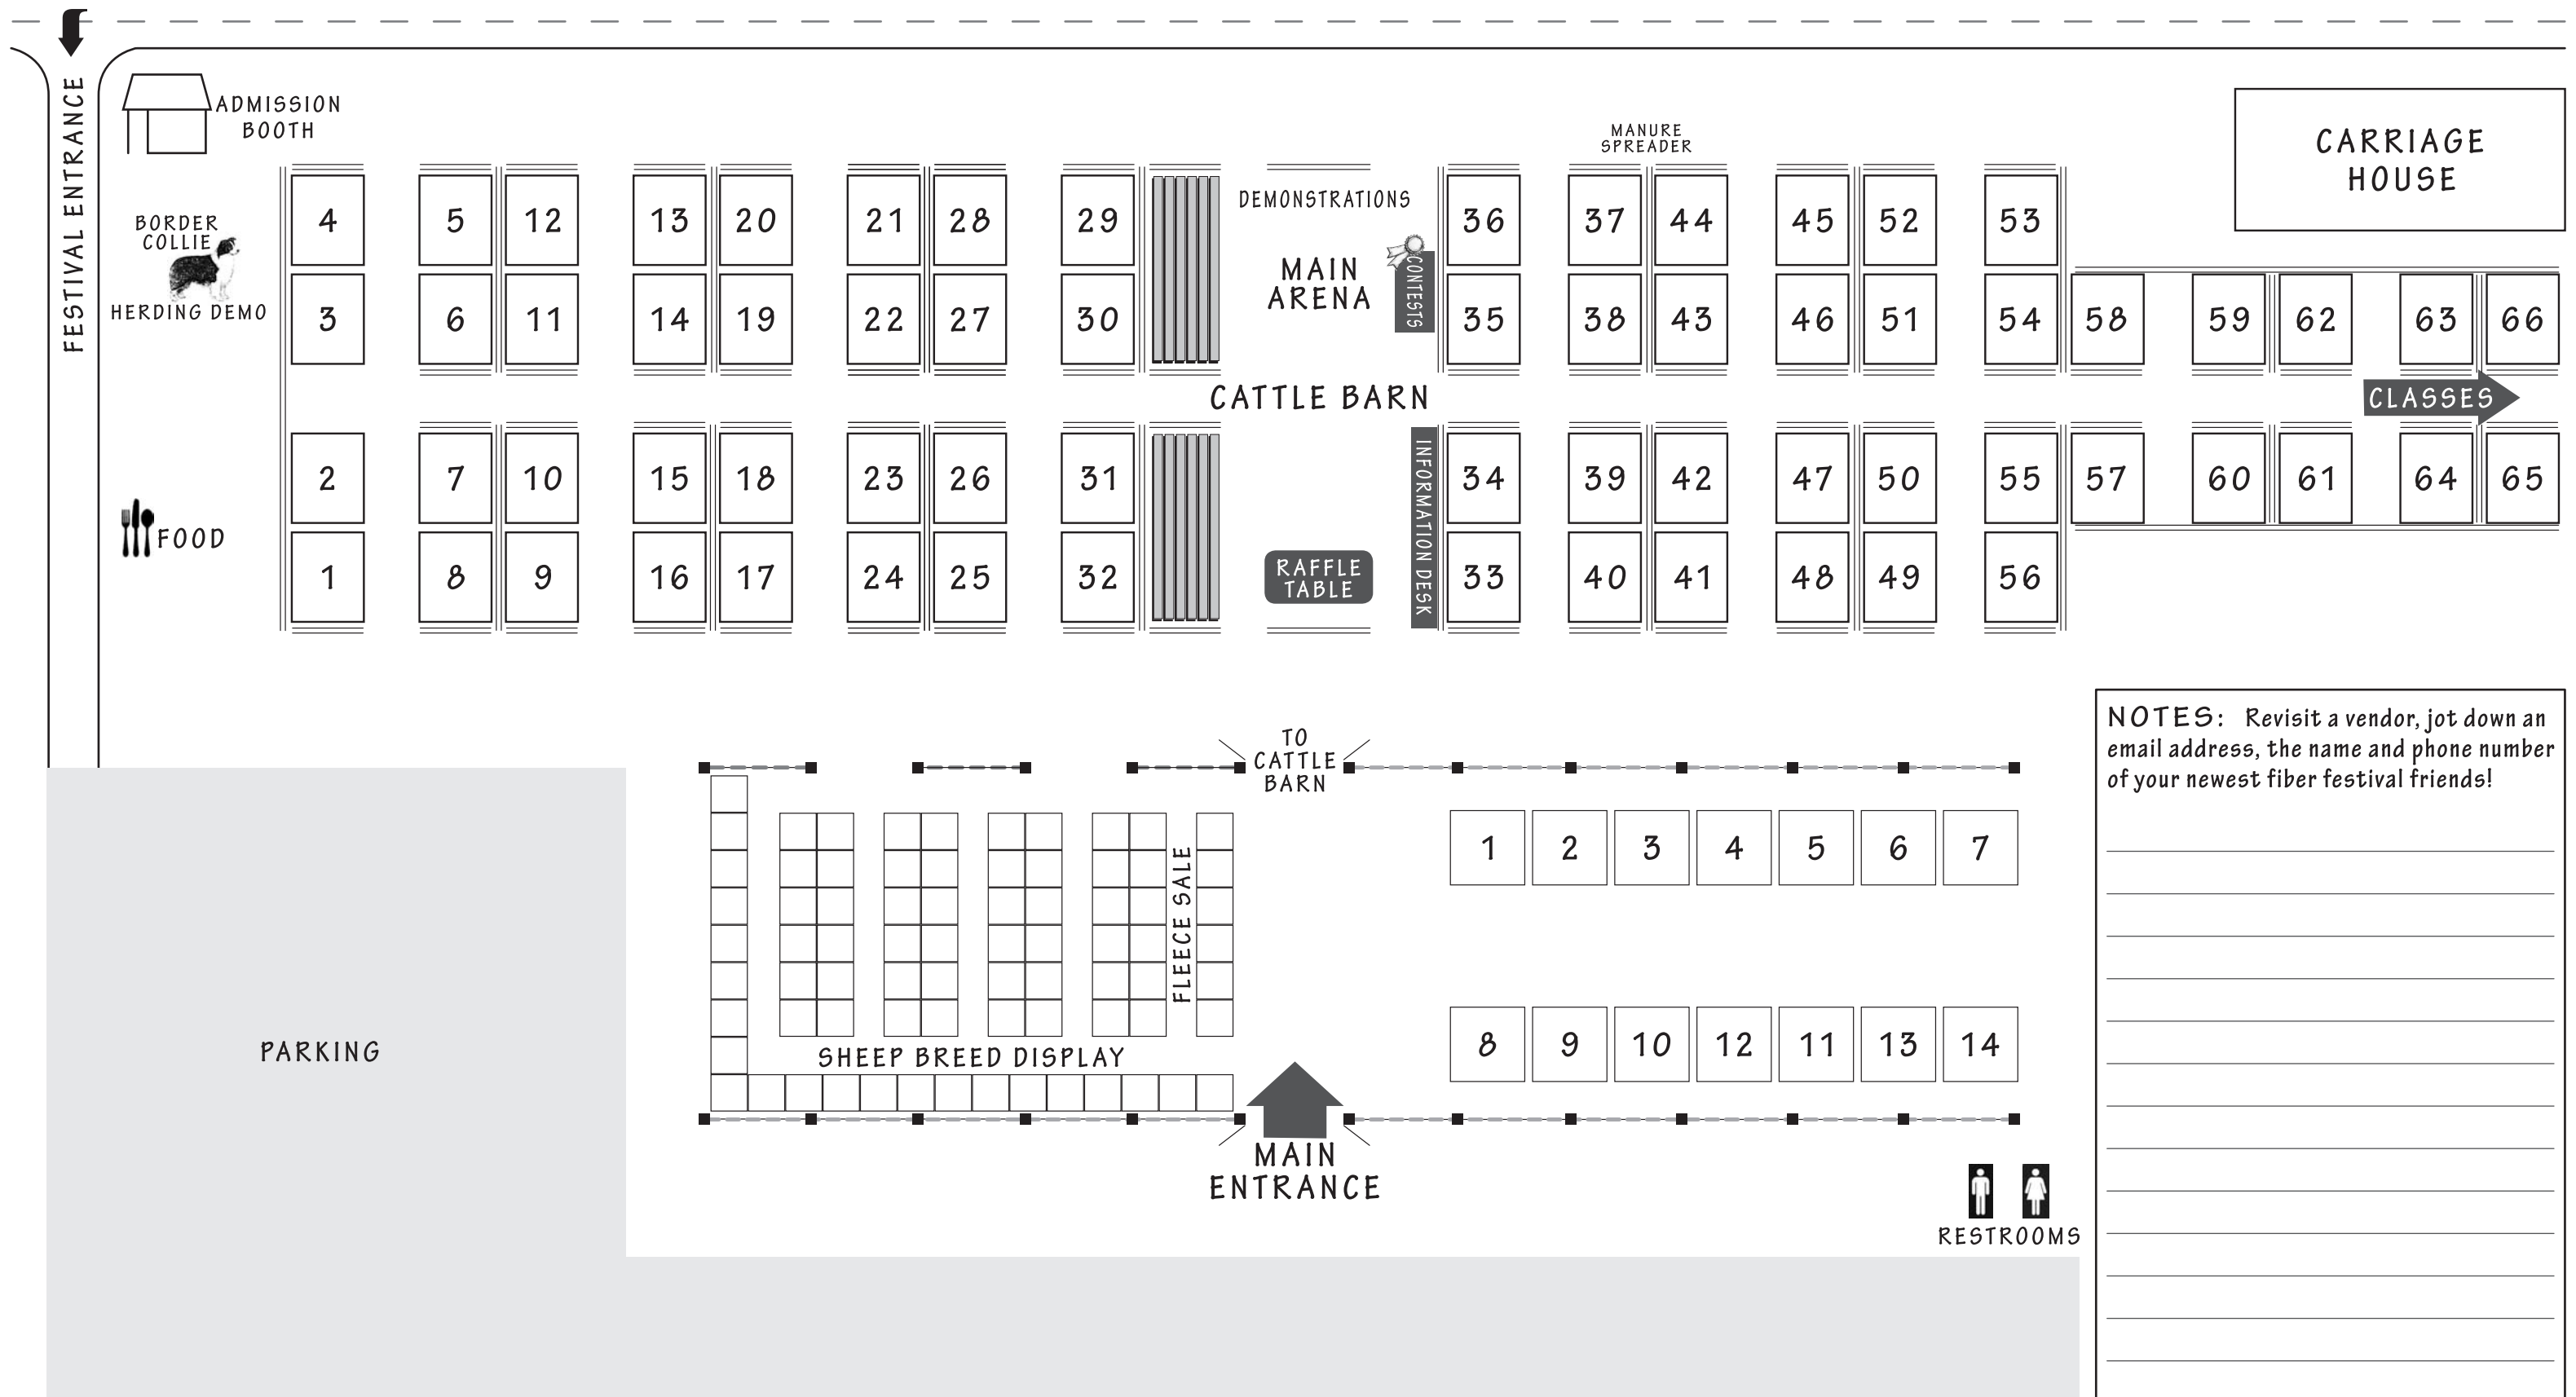 FESTIVAL ENTRANCE
ADMISSION
BOOTH
BORDER
COLLIE
HERDING DEMO
FOOD
MANURE
SPREADER
CARRIAGE
HOUSE
4 5 12 13 20 21 28 29
DEMONSTRATIONS
36 37 44 45 52 53
MAIN
ARENA
CONTESTS
3 6 11 14 19 22 27 30
35 38 43 46 51 54 58 59 62 63 66
CATTLE BARN
CLASSES
2 7 10 15 18 23 26 31
INFORMATION DESK
34 39 42 47 50 55 57 60 61 64 65
1 8 9 16 17 24 25 32
RAFFLE
TABLE
33 40 41 48 49 56
TO
CATTLE
BARN
1 2 3 4 5 6 7
FLEECE SALE
8 9 10 12 11 13 14
SHEEP BREED DISPLAY
PARKING
MAIN
ENTRANCE
RESTROOMS
NOTES: Revisit a vendor, jot down an
email address, the name and phone number
of your newest fiber festival friends!